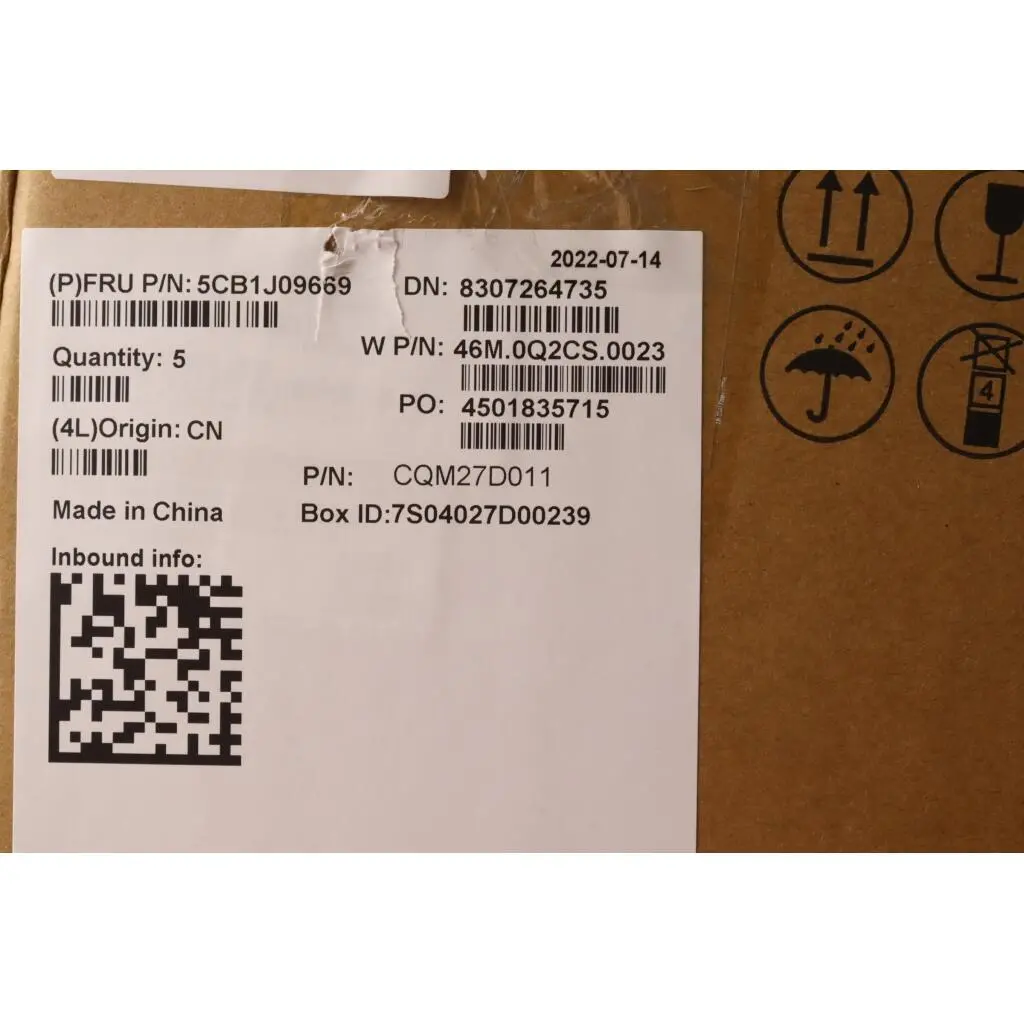 2022-07-14
(P)FRU P/N: 5CB1J09669 DN: 8307264735
W P/N: 46M.0Q2CS.0023
Quantity: 5
PO: 4501835715
(4L)Origin: CN
P/N: CQM27D011
Made in China Box ID:7S04027D00239
Inbound info:
4